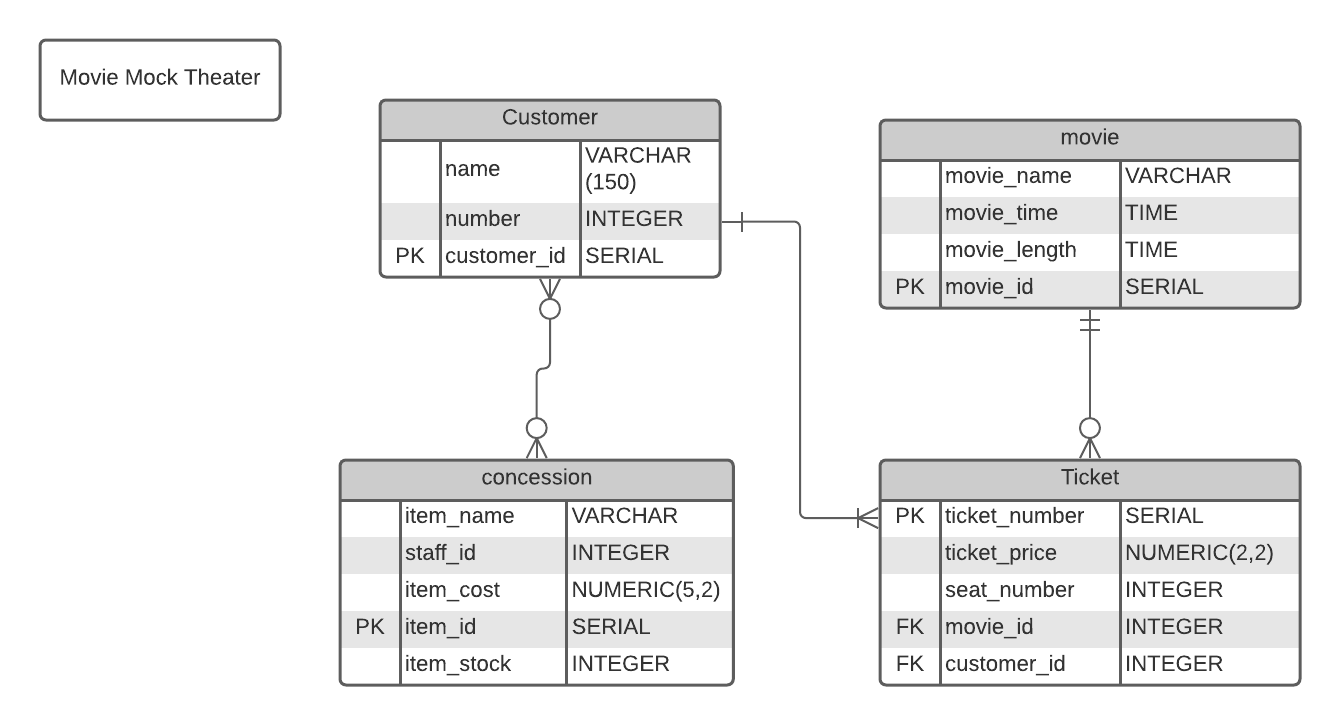 Movie Mock Theater
Customer
name VARCHAR
(150)
number INTEGER
PK customer_id SERIAL
movie
movie_name VARCHAR
movie_time TIME
movie_length TIME
PK movie_id SERIAL
concession
item_name VARCHAR
staff_id INTEGER
item_cost NUMERIC(5,2)
PK item_id SERIAL
item_stock INTEGER
Ticket
PK ticket_number SERIAL
ticket_price NUMERIC(2,2)
seat_number INTEGER
FK movie_id INTEGER
FK customer_id INTEGER